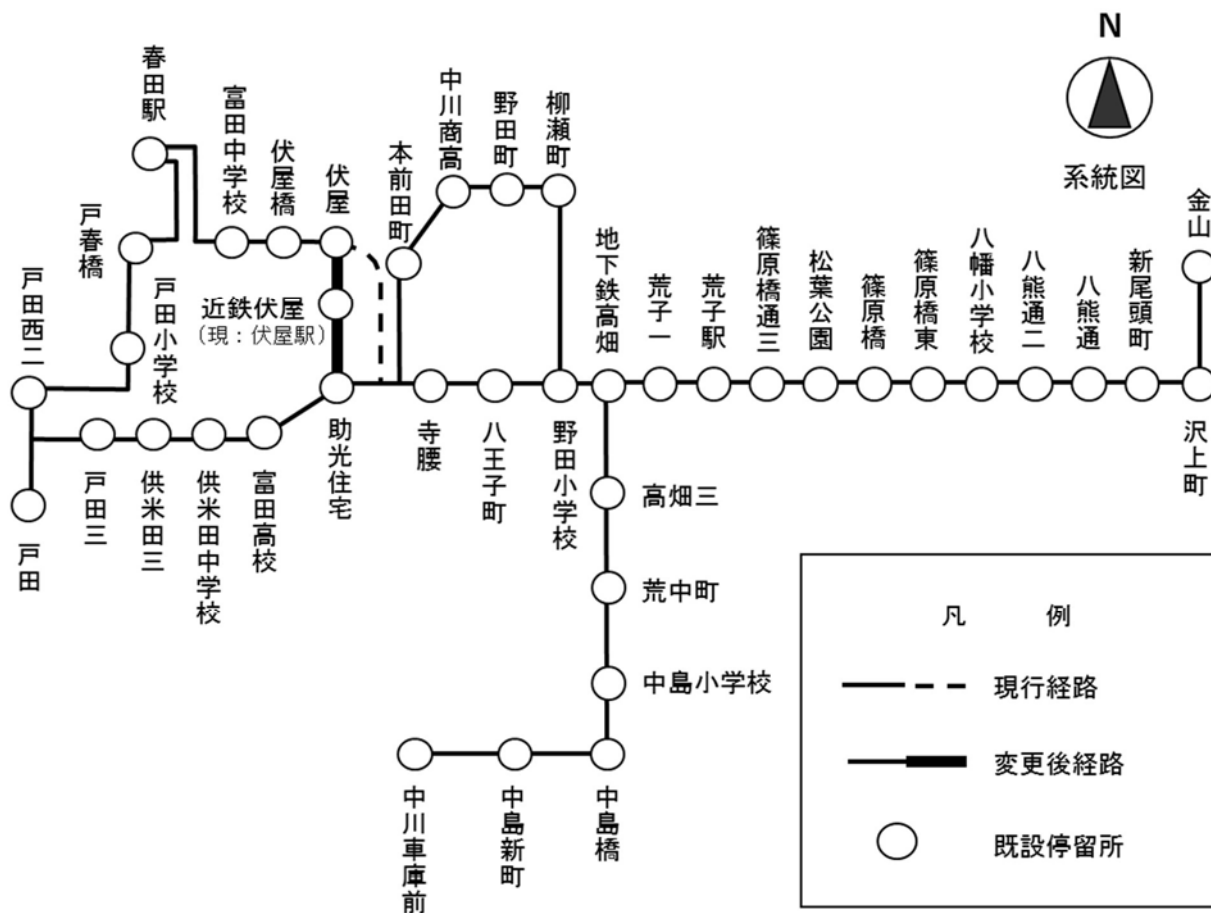 N
系統図
春田駅
富田中学校
伏屋橋
伏屋
本前田町
中川商高
野田町
柳瀬町
地下鉄高畑
荒子一
荒子駅
篠原橋通三
松葉公園
篠原橋
篠原橋東
八幡小学校
八熊通二
八熊通
新尾頭町
金山
沢上町
戸春橋
戸田西二
戸田小学校
近鉄伏屋
（現：伏屋駅）
戸田
戸田三
供米田三
供米田中学校
富田高校
助光住宅
寺腰
八王子町
野田小学校
高畑三
荒中町
中島小学校
中川車庫前
中島新町
中島橋
凡　例
現行経路
変更後経路
既設停留所